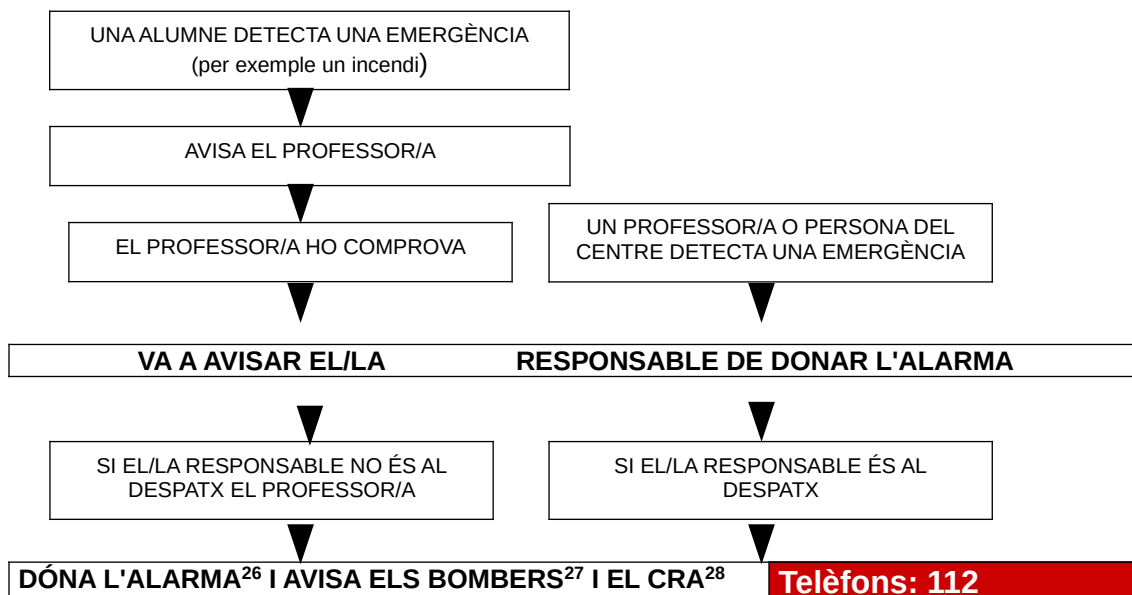 UNA ALUMNE DETECTA UNA EMERGÈNCIA
(per exemple un incendi)
AVISA EL PROFESSOR/A
EL PROFESSOR/A HO COMPROVA
UN PROFESSOR/A O PERSONA DEL
CENTRE DETECTA UNA EMERGÈNCIA
VA A AVISAR EL/LA RESPONSABLE DE DONAR L'ALARMA
SI EL/LA RESPONSABLE NO ÉS AL
DESPATX EL PROFESSOR/A
SI EL/LA RESPONSABLE ÉS AL
DESPATX
DÓNA L'ALARMA26 I AVISA ELS BOMBERS27 I EL CRA28
Telèfons: 112